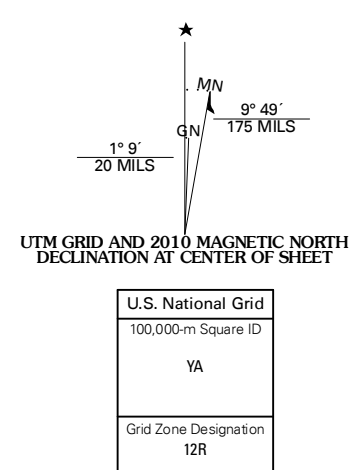 MN
GN
9° 49´
175 MILS
1° 9´
20 MILS
UTM GRID AND 2010 MAGNETIC NORTH
DECLINATION AT CENTER OF SHEET
U.S. National Grid
100,000-m Square ID
YA
Grid Zone Designation
12R